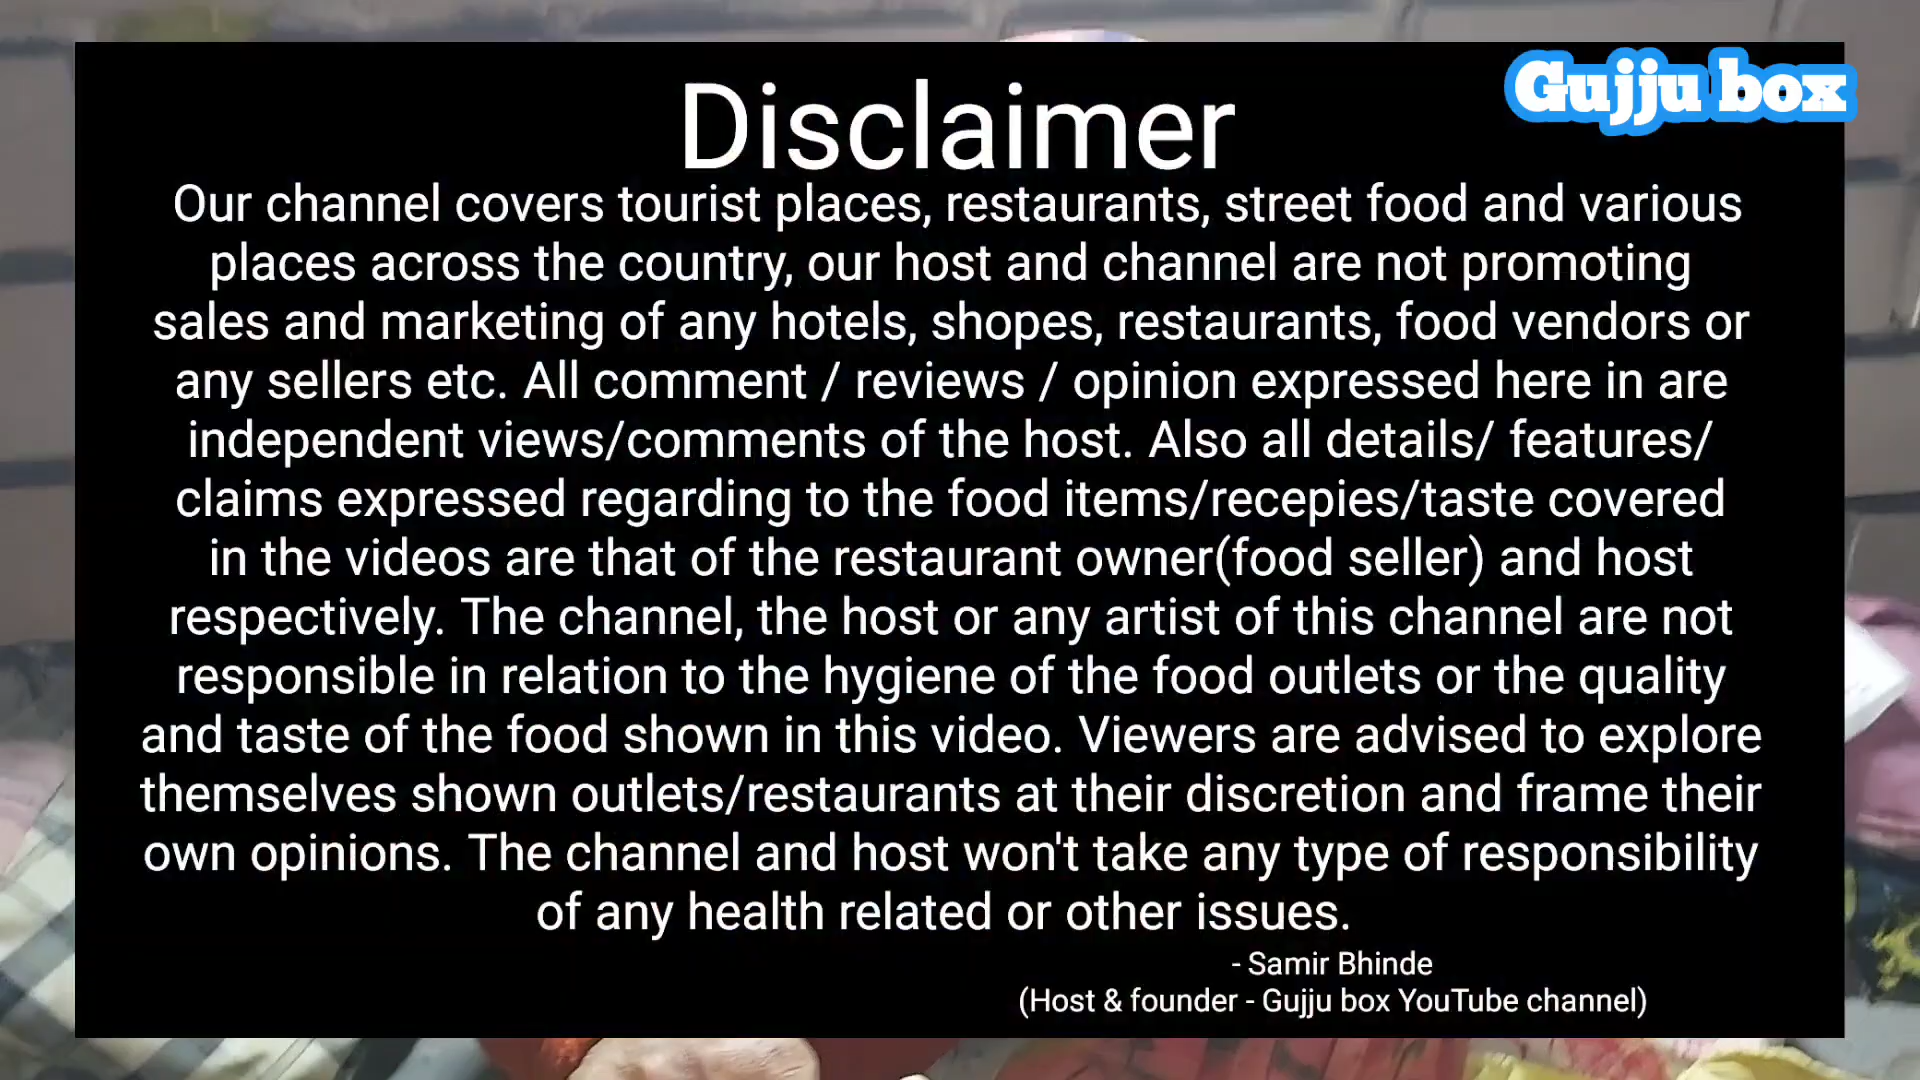 Gujju box
Disclaimer
Our channel covers tourist places, restaurants, street food and various
places across the country, our host and channel are not promoting
sales and marketing of any hotels, shopes, restaurants, food vendors or
any sellers etc. All comment / reviews / opinion expressed here in are
independent views/comments of the host. Also all details/ features/
claims expressed regarding to the food items/recepies/taste covered
in the videos are that of the restaurant owner(food seller) and host
respectively. The channel, the host or any artist of this channel are not
responsible in relation to the hygiene of the food outlets or the quality
and taste of the food shown in this video. Viewers are advised to explore
themselves shown outlets/restaurants at their discretion and frame their
own opinions. The channel and host won't take any type of responsibility
of any health related or other issues.
- Samir Bhinde
(Host & founder - Gujju box YouTube channel)